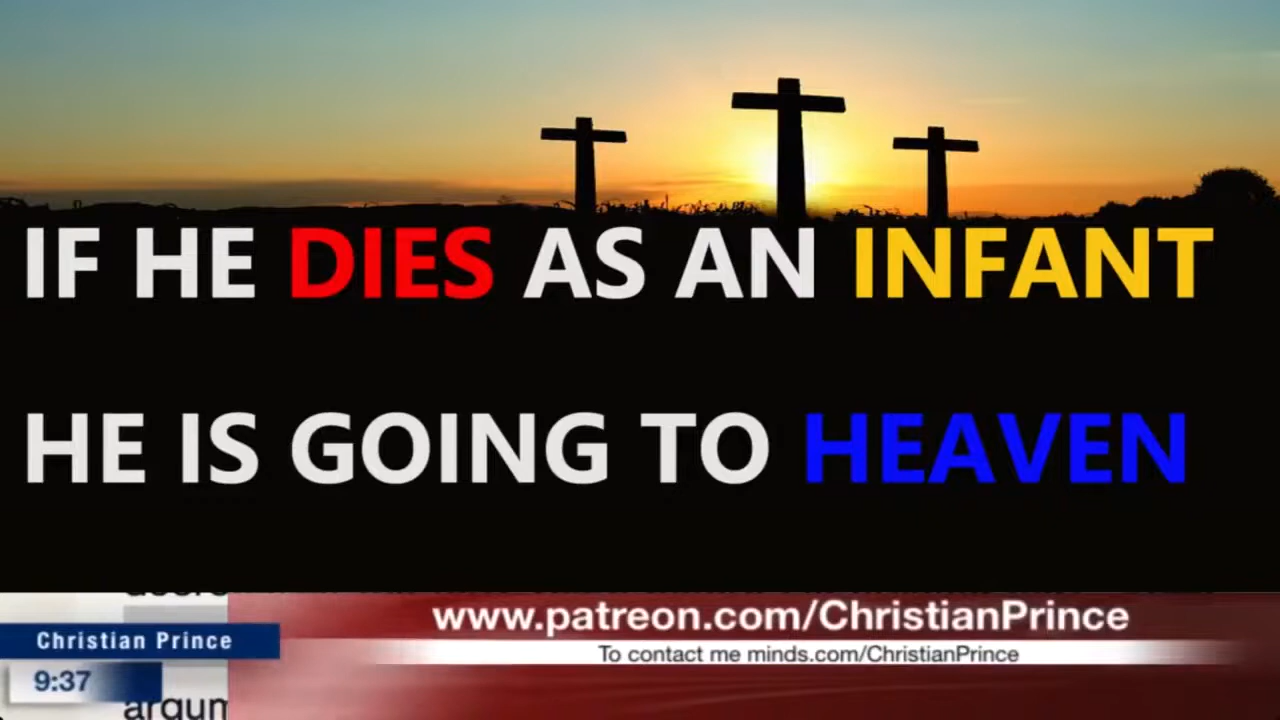 IF HE DIES AS AN INFANT
HE IS GOING TO HEAVEN
www.patreon.com/ChristianPrince
To contact me minds.com/ChristianPrince
Christian Prince
9:37